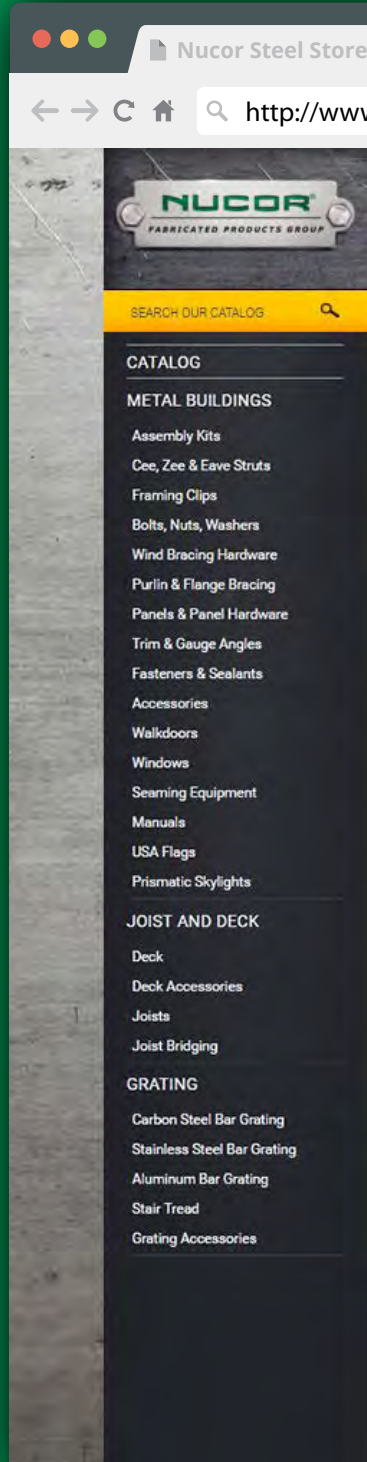 Nucor Steel Store
http://www
NUCOR
FABRICATED PRODUCTS GROUP
SEARCH OUR CATALOG
CATALOG
METAL BUILDINGS
Assembly Kits
Cee, Zee & Eave Struts
Framing Clips
Bolts, Nuts, Washers
Wind Bracing Hardware
Purlin & Flange Bracing
Panels & Panel Hardware
Trim & Gauge Angles
Fasteners & Sealants
Accessories
Walkdoors
Windows
Seaming Equipment
Manuals
USA Flags
Prismatic Skylights
JOIST AND DECK
Deck
Deck Accessories
Joists
Joist Bridging
GRATING
Carbon Steel Bar Grating
Stainless Steel Bar Grating
Aluminum Bar Grating
Stair Tread
Grating Accessories